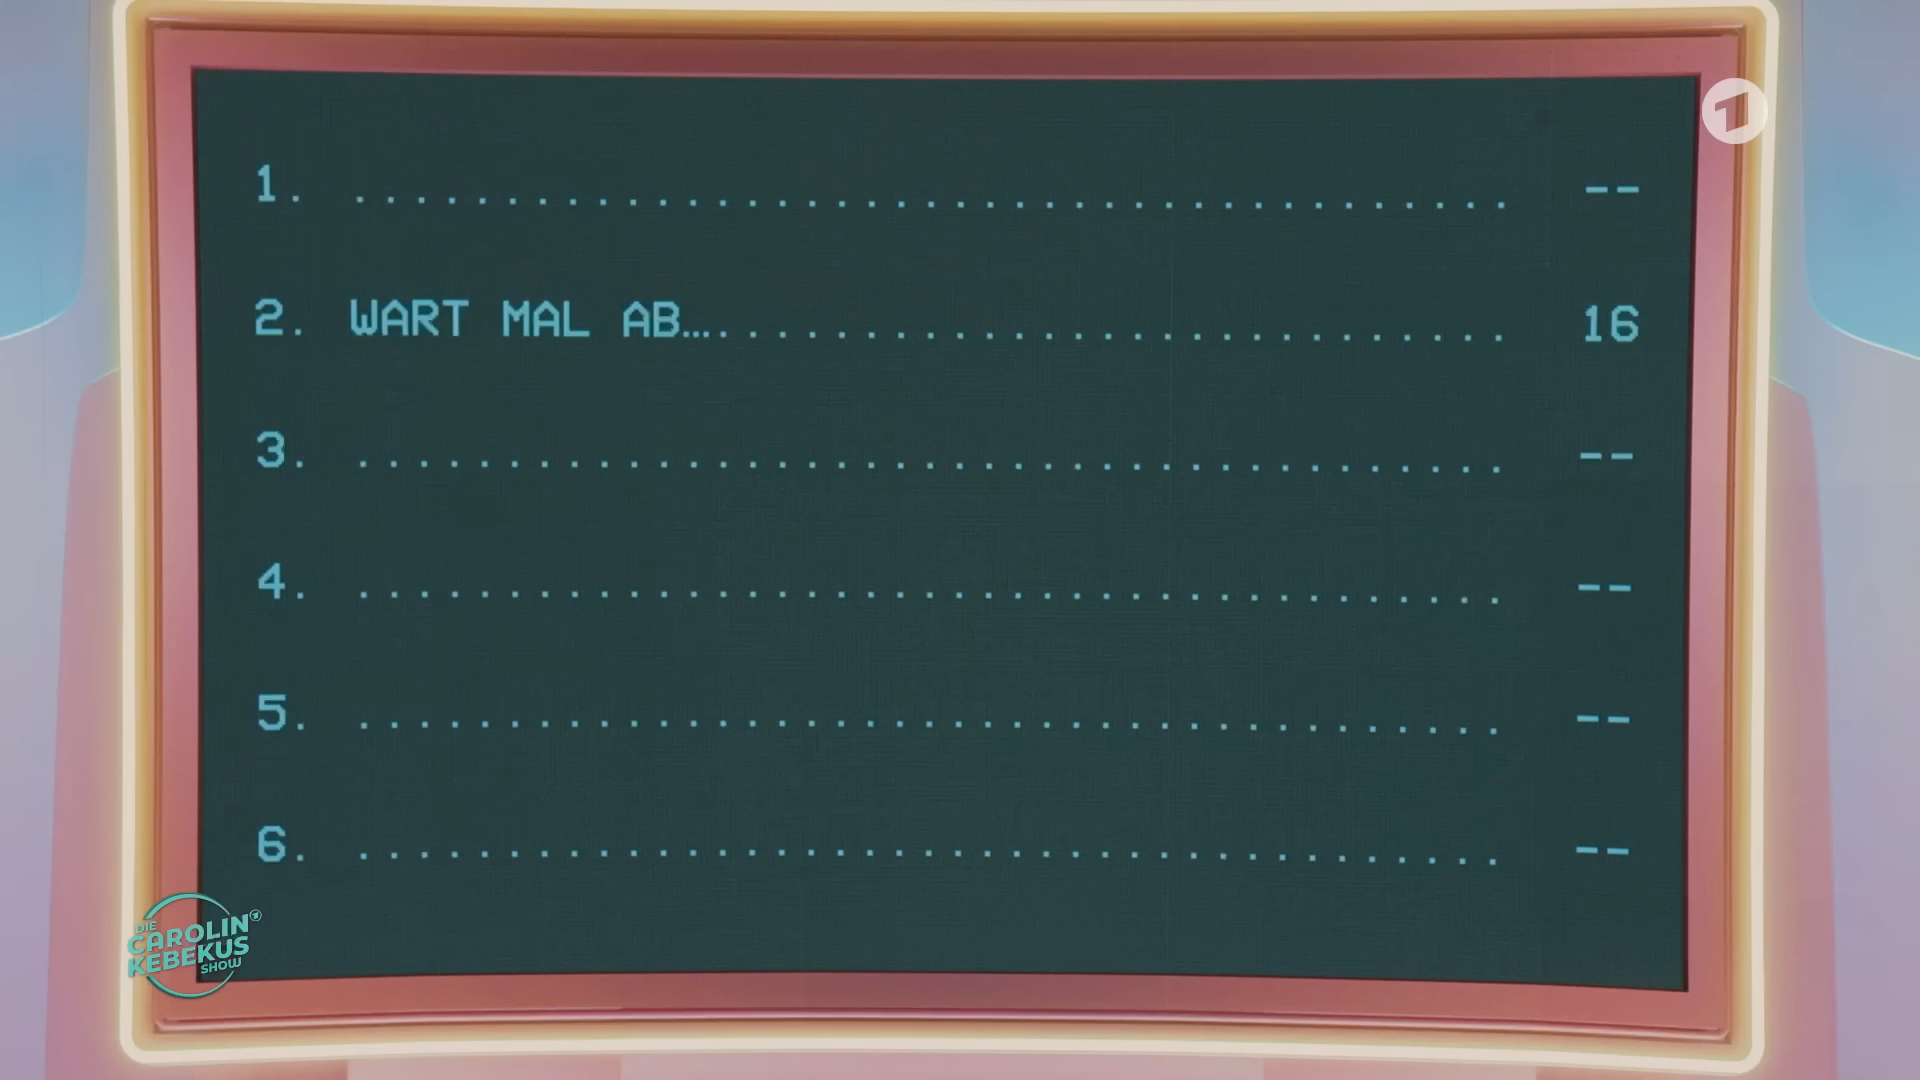 1. ....................................... --
2. WART MAL AB............................. 16
3. ....................................... --
4. ....................................... --
5. ....................................... --
6. ....................................... --
DIE
CAROLIN
KEBEKUS
SHOW